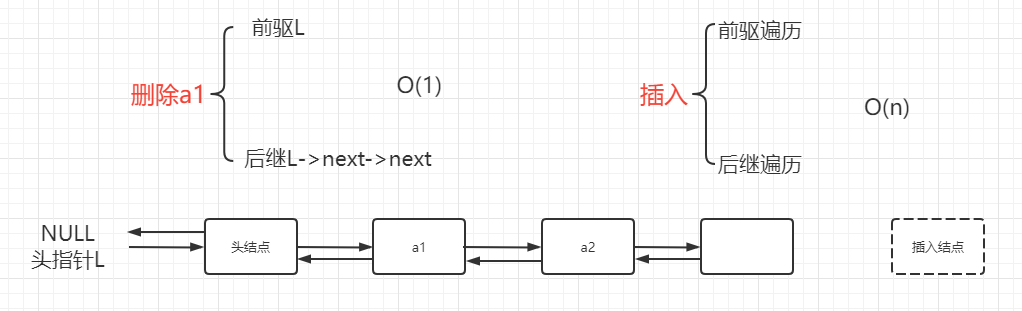 前驱L
删除a1
O(1)
后继L->next->next
前驱遍历
插入
O(n)
后继遍历
NULL
头指针L
头结点
a1
a2
插入结点